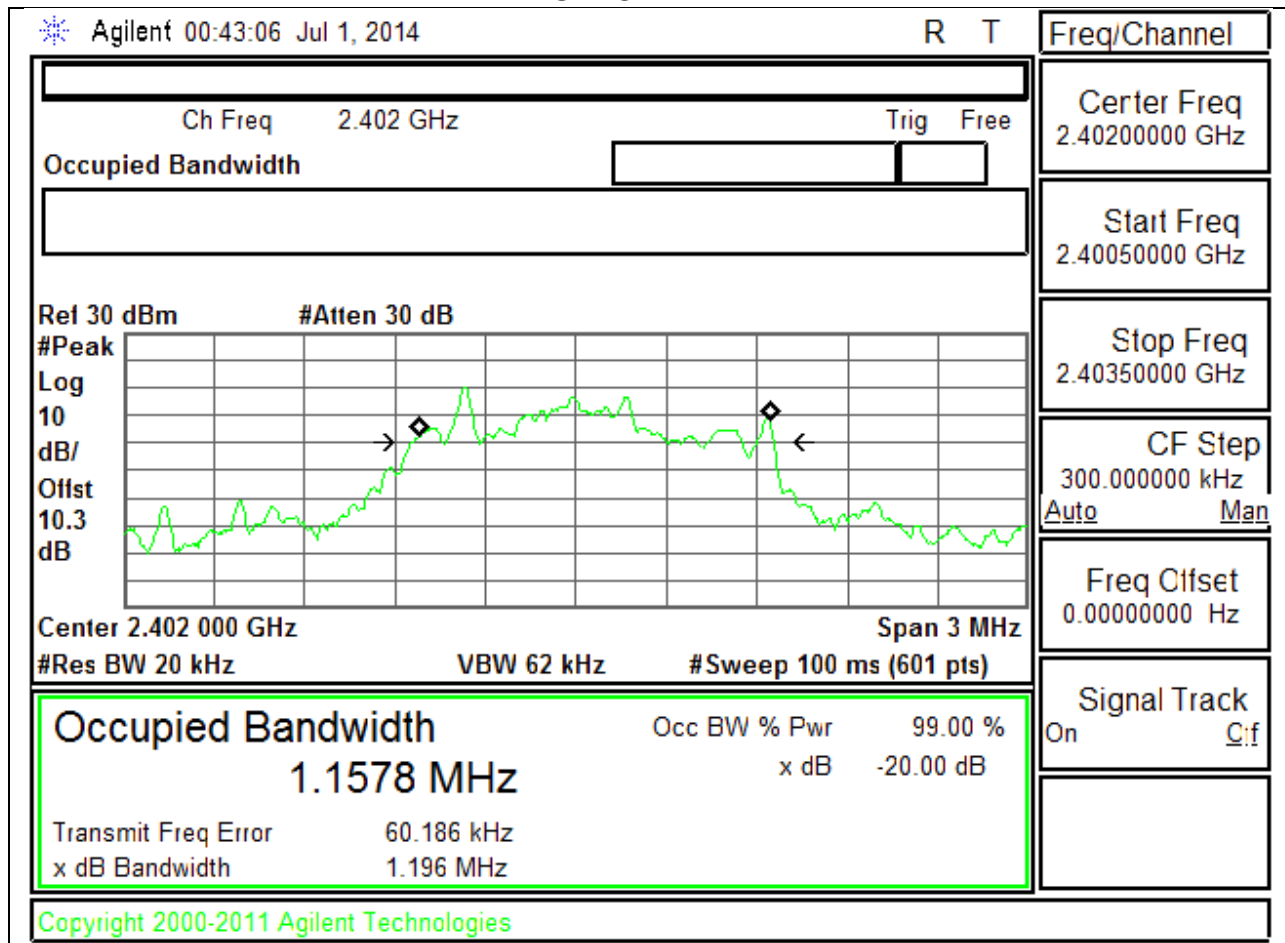 Agilent 00:43:06 Jul 1, 2014 R T
Freq/Channel
Ch Freq 2.402 GHz Trig Free
Occupied Bandwidth
Center Freq
2.40200000 GHz
Start Freq
2.40050000 GHz
Stop Freq
2.40350000 GHz
CF Step
300.000000 kHz
Auto Man
Freq Offset
0.00000000 Hz
Signal Track
On Off
Ref 30 dBm #Atten 30 dB
#Peak
Log
10
dB/
Offst
10.3
dB
Center 2.402 000 GHz Span 3 MHz
#Res BW 20 kHz VBW 62 kHz #Sweep 100 ms (601 pts)
Occupied Bandwidth
1.1578 MHz
Occ BW % Pwr 99.00 %
x dB -20.00 dB
Transmit Freq Error 60.186 kHz
x dB Bandwidth 1.196 MHz
Copyright 2000-2011 Agilent Technologies